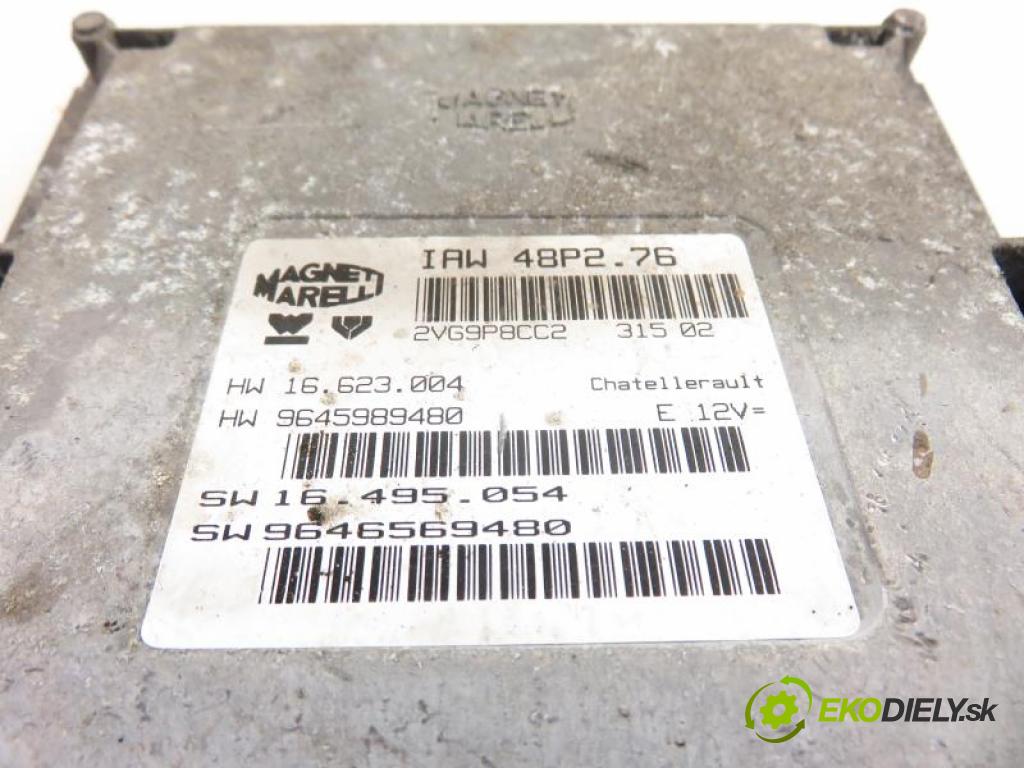 MAGNETI
MARELLI
MAGNETI
MARELLI
IAW 48P2.76
2VG9P8CC2 315 02
HW 16.623.004 Chatellerault
HW 9645989480 E 12V=
SW 16.495.054
SW 9646569480
EKODIELY.sk